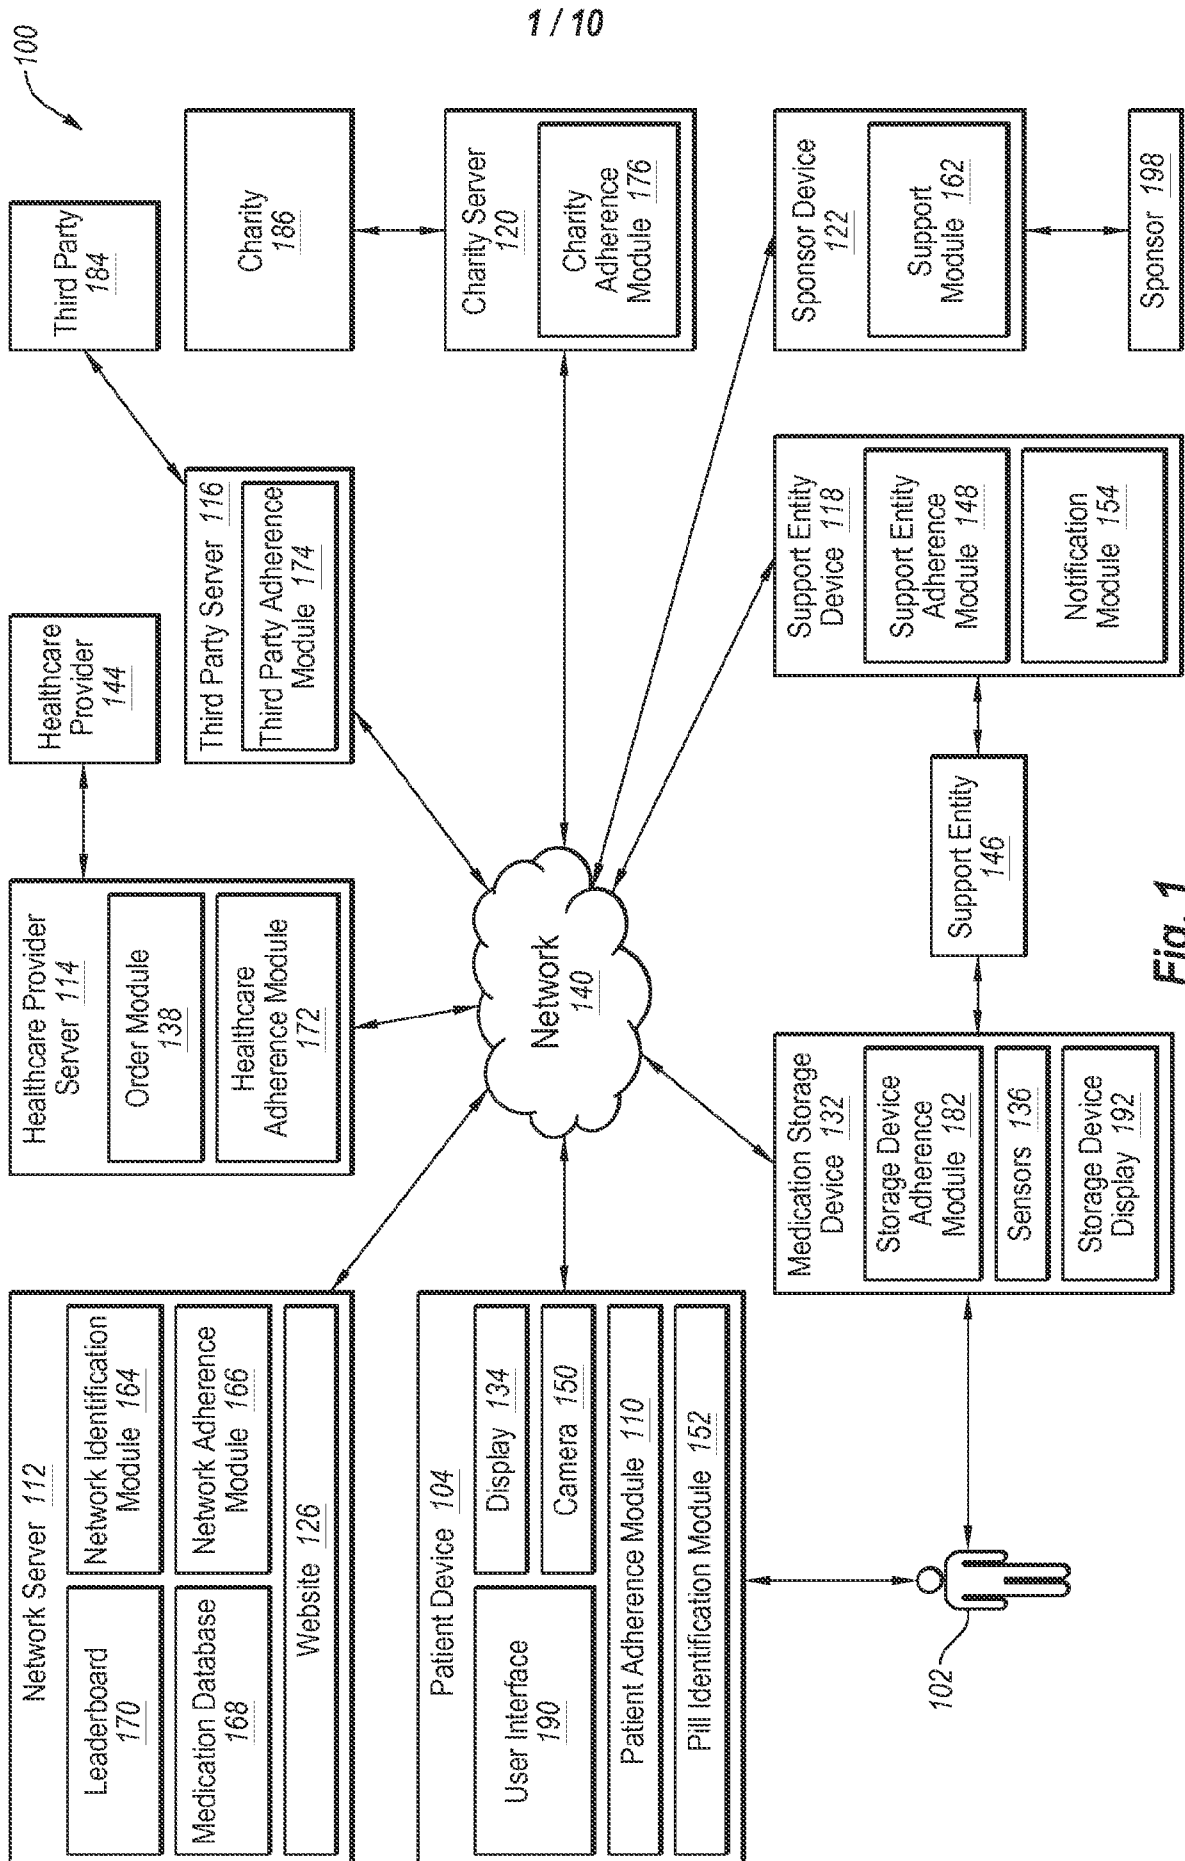 1 / 10
100
Network Server 112
Leaderboard
170
Network Identification
Module 164
Medication Database
168
Network Adherence
Module 166
Website 126
Healthcare Provider
Server 114
Order Module
138
Healthcare
Adherence Module
172
Healthcare
Provider
144
Third Party Server 116
Third Party Adherence
Module 174
Third Party
184
Charity
186
Charity Server
120
Charity
Adherence
Module 176
Patient Device 104
User Interface
190
Display 134
Camera 150
Patient Adherence Module 110
Pill Identification Module 152
Network
140
102
Medication Storage
Device 132
Storage Device
Adherence
Module 182
Sensors 136
Storage Device
Display 192
Support Entity
146
Support Entity
Device 118
Support Entity
Adherence
Module 148
Notification
Module 154
Sponsor Device
122
Support
Module
162
Sponsor 198
Fig. 1